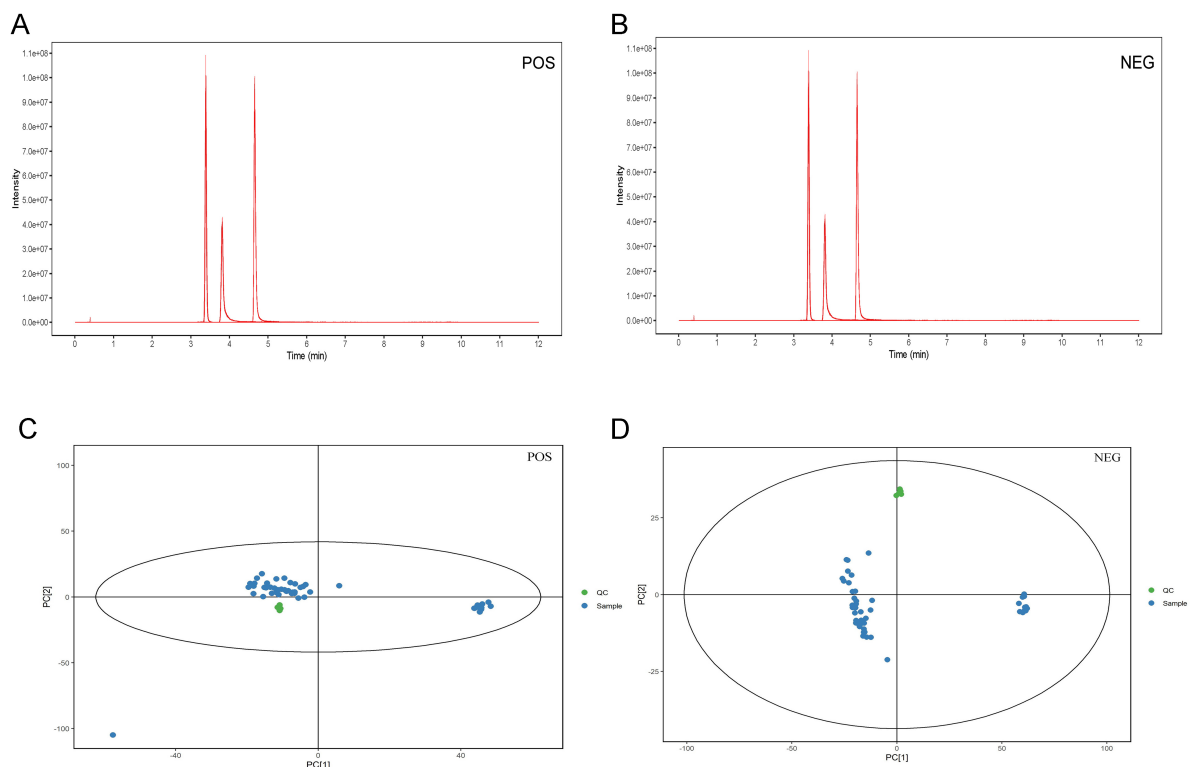 A
POS
1.1e+08
1.0e+08
9.0e+07
8.0e+07
7.0e+07
6.0e+07
5.0e+07
4.0e+07
3.0e+07
2.0e+07
1.0e+07
0.0e+00
Intensity
0 1 2 3 4 5 6 7 8 9 10 11 12
Time (min)
B
NEG
1.1e+08
1.0e+08
9.0e+07
8.0e+07
7.0e+07
6.0e+07
5.0e+07
4.0e+07
3.0e+07
2.0e+07
1.0e+07
0.0e+00
Intensity
0 1 2 3 4 5 6 7 8 9 10 11 12
Time (min)
C
POS
100
50
0
-50
-100
PC[2]
-40 0 40
PC[1]
QC
Sample
D
NEG
25
0
-25
PC[2]
-100 -50 0 50 100
PC[1]
QC
Sample